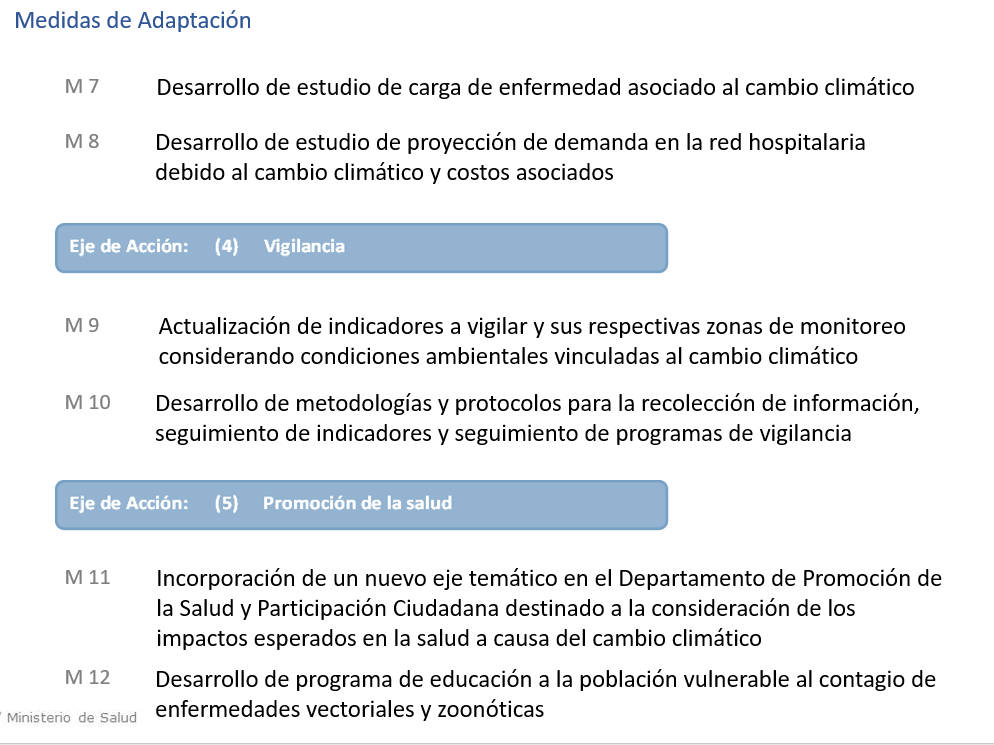 Medidas de Adaptación
M 7 Desarrollo de estudio de carga de enfermedad asociado al cambio climático
M 8 Desarrollo de estudio de proyección de demanda en la red hospitalaria
debido al cambio climático y costos asociados
Eje de Acción: (4) Vigilancia
M 9 Actualización de indicadores a vigilar y sus respectivas zonas de monitoreo
considerando condiciones ambientales vinculadas al cambio climático
M 10 Desarrollo de metodologías y protocolos para la recolección de información,
seguimiento de indicadores y seguimiento de programas de vigilancia
Eje de Acción: (5) Promoción de la salud
M 11 Incorporación de un nuevo eje temático en el Departamento de Promoción de
la Salud y Participación Ciudadana destinado a la consideración de los
impactos esperados en la salud a causa del cambio climático
M 12 Desarrollo de programa de educación a la población vulnerable al contagio de
enfermedades vectoriales y zoonóticas
/ Ministerio de Salud